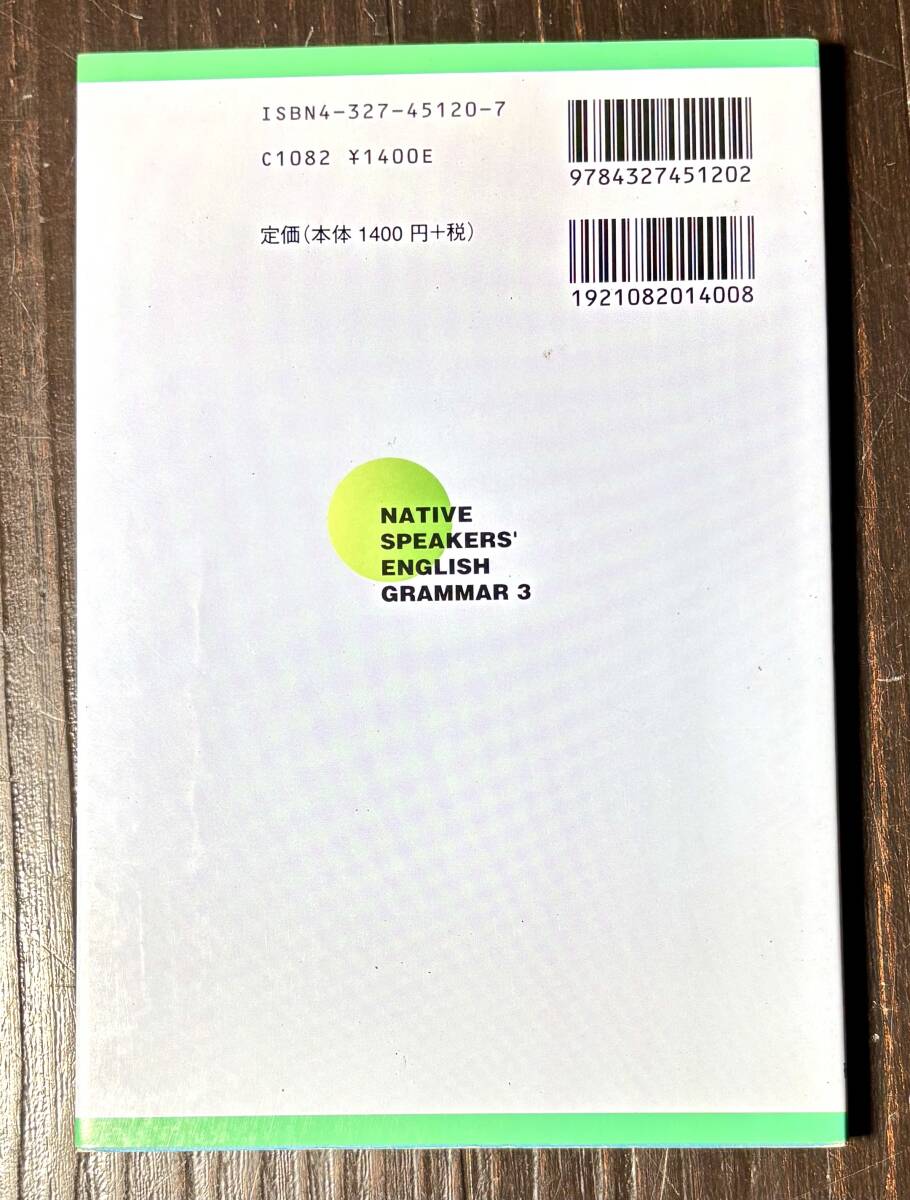 ISBN4-327-45120-7
C1082 ¥1400E
定価(本体 1400 円+税)
9784327451202
1921082014008
NATIVE
SPEAKERS'
ENGLISH
GRAMMAR 3